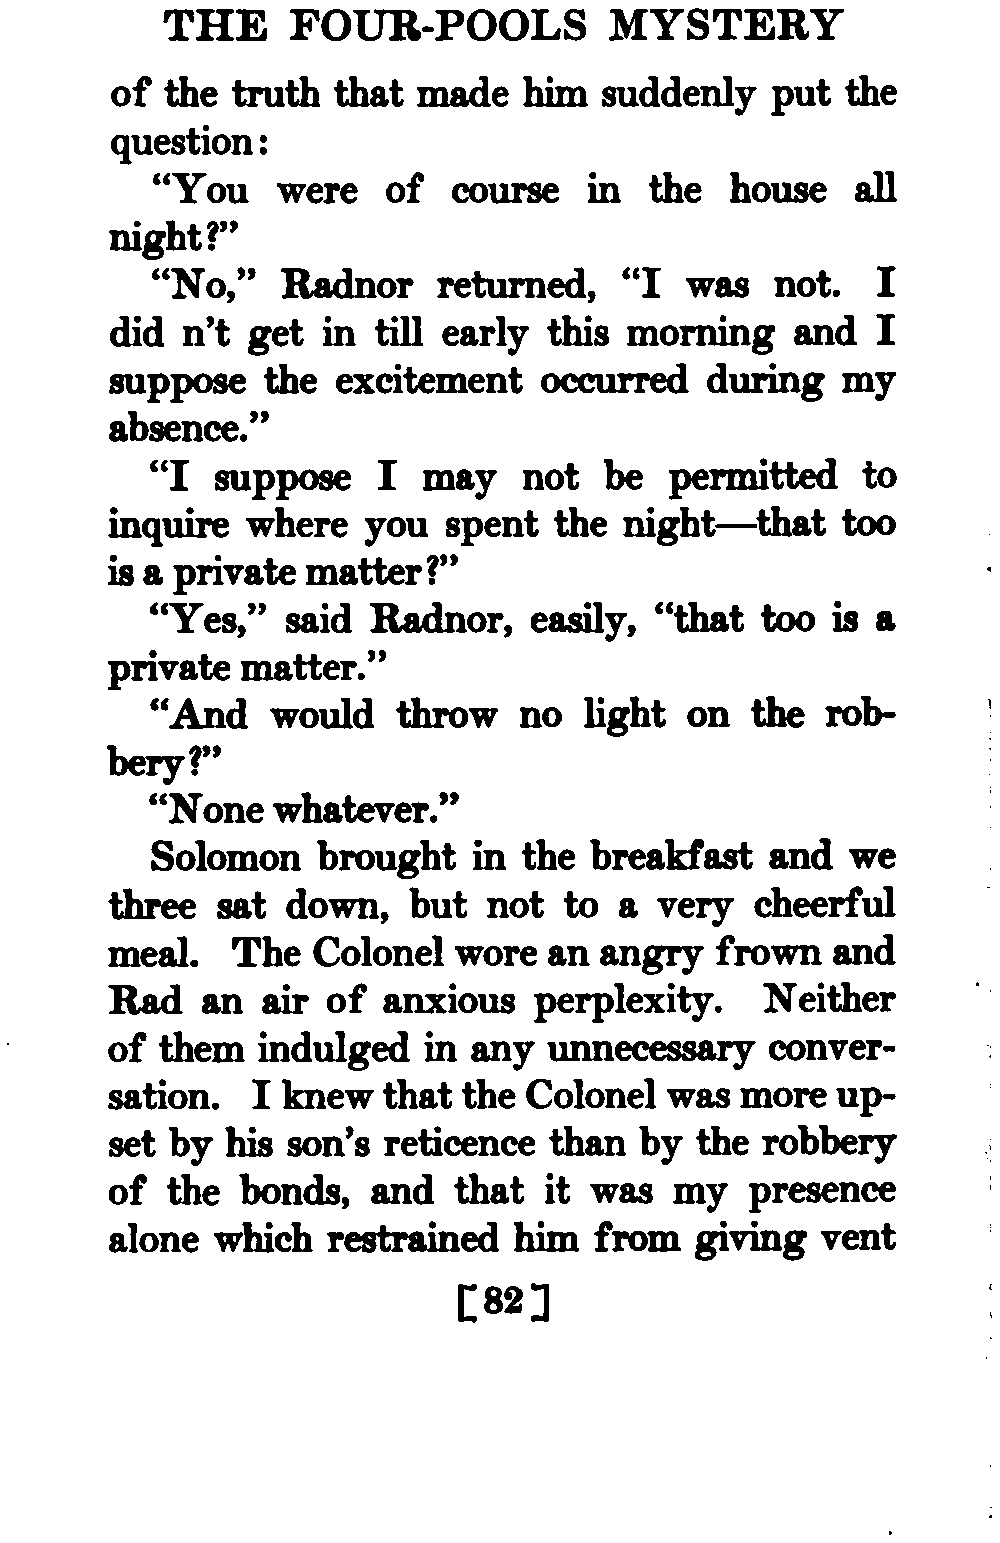 THE FOUR-POOLS MYSTERY
of the truth that made him suddenly put the
question:
"You were of course in the house all
night?"
"No," Radnor returned, "I was not. I
did n't get in till early this morning and I
suppose the excitement occurred during my
absence."
"I suppose I may not be permitted to
inquire where you spent the night—that too
is a private matter?"
"Yes," said Radnor, easily, "that too is a
private matter."
"And would throw no light on the rob-
bery?"
"None whatever."
Solomon brought in the breakfast and we
three sat down, but not to a very cheerful
meal. The Colonel wore an angry frown and
Rad an air of anxious perplexity. Neither
of them indulged in any unnecessary conver-
sation. I knew that the Colonel was more up-
set by his son's reticence than by the robbery
of the bonds, and that it was my presence
alone which restrained him from giving vent
[82]